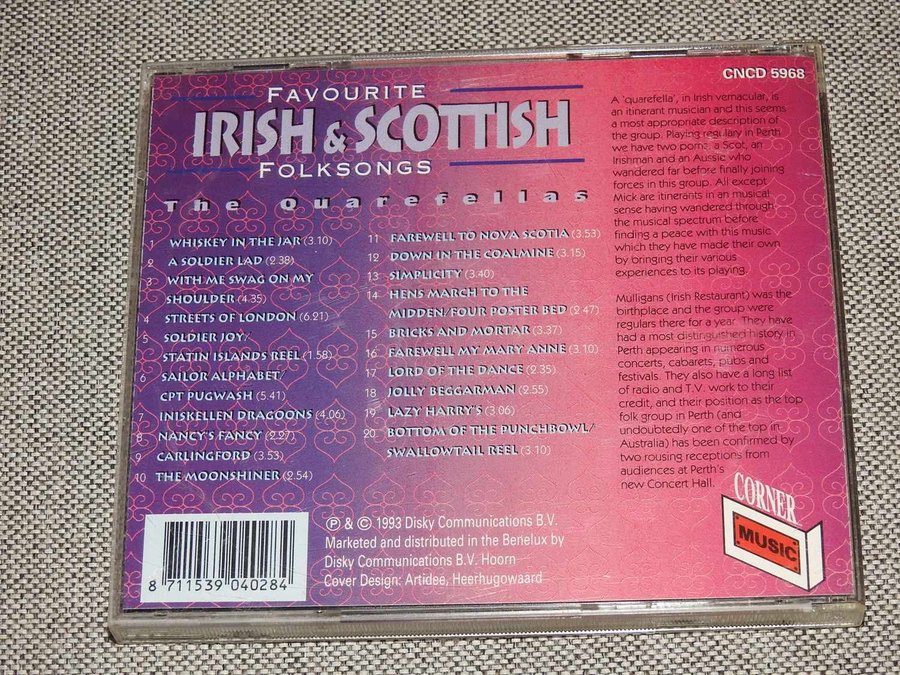 CNCD 5968
FAVOURITE
IRISH & SCOTTISH
FOLKSONGS
The Quarefellas
1 WHISKEY IN THE JAR (3.10)
2 A SOLDIER LAD (2.38)
3 WITH ME SWAG ON MY
SHOULDER (4.35)
4 STREETS OF LONDON (6.21)
5 SOLDIER JOY/
STATIN ISLANDS REEL (1.58)
6 SAILOR ALPHABET/
CPT PUGWASH (5.41)
7 INISKELLEN DRAGOONS (4.06)
8 NANCY'S FANCY (2.27)
9 CARLINGFORD (3.53)
10 THE MOONSHINER (2.54)
11 FAREWELL TO NOVA SCOTIA (3.53)
12 DOWN IN THE COALMINE (3.15)
13 SIMPLICITY (3.40)
14 HENS MARCH TO THE
MIDDEN/FOUR POSTER BED (2.47)
15 BRICKS AND MORTAR (3.37)
16 FAREWELL MY MARY ANNE (3.10)
17 LORD OF THE DANCE (2.35)
18 JOLLY BEGGARMAN (2.55)
19 LAZY HARRY'S (3.06)
20 BOTTOM OF THE PUNCHBOWL/
SWALLOWTAIL REEL (3.10)
A 'quarefella', in Irish vernacular, is
an itinerant musician and this seems
a most appropriate description of
the group. Playing regulary in Perth
we have two poms, a Scot, an
Irishman and an Aussie who
wandered far before finally joining
forces in this group. All except
Mick are itinerants in an musical
sense having wandered through
the musical spectrum before
finding a peace with this music
which they have made their own
by bringing their various
experiences to its playing.
Mulligans (Irish Restaurant) was the
birthplace and the group were
regulars there for a year. They have
had a most distinguished history in
Perth appearing in numerous
concerts, cabarets, pubs and
festivals. They also have a long list
of radio and T.V. work to their
credit, and their position as the top
folk group in Perth (and
undoubtedly one of the top in
Australia) has been confirmed by
two rousing receptions from
audiences at Perth's
new Concert Hall.
8 711539 040284
℗ & © 1993 Disky Communications B.V.
Marketed and distributed in the Benelux by
Disky Communications B.V. Hoorn
Cover Design: Artidee, Heerhugowaard
CORNER
MUSIC